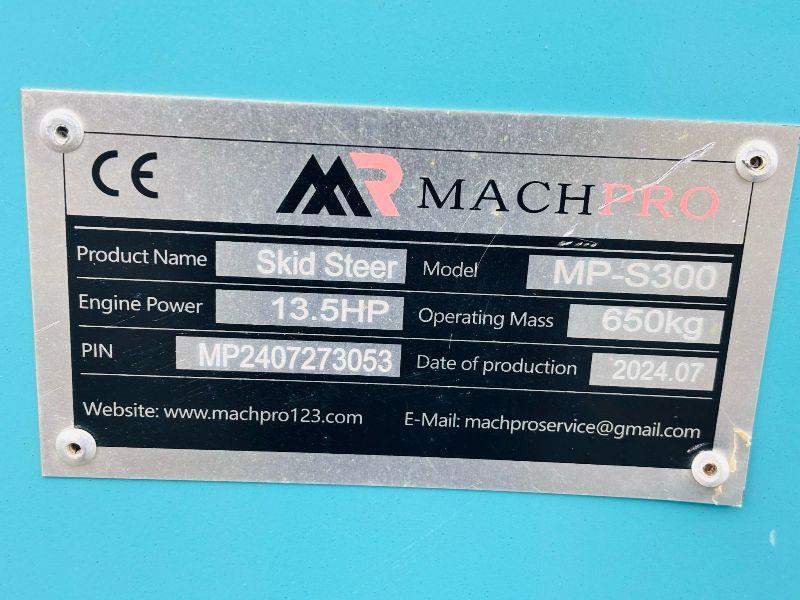 CE MR MACHPRO
Product Name Skid Steer Model MP-S300
Engine Power 13.5HP Operating Mass 650kg
PIN MP2407273053 Date of production 2024.07
Website: www.machpro123.com E-Mail: machproservice@gmail.com